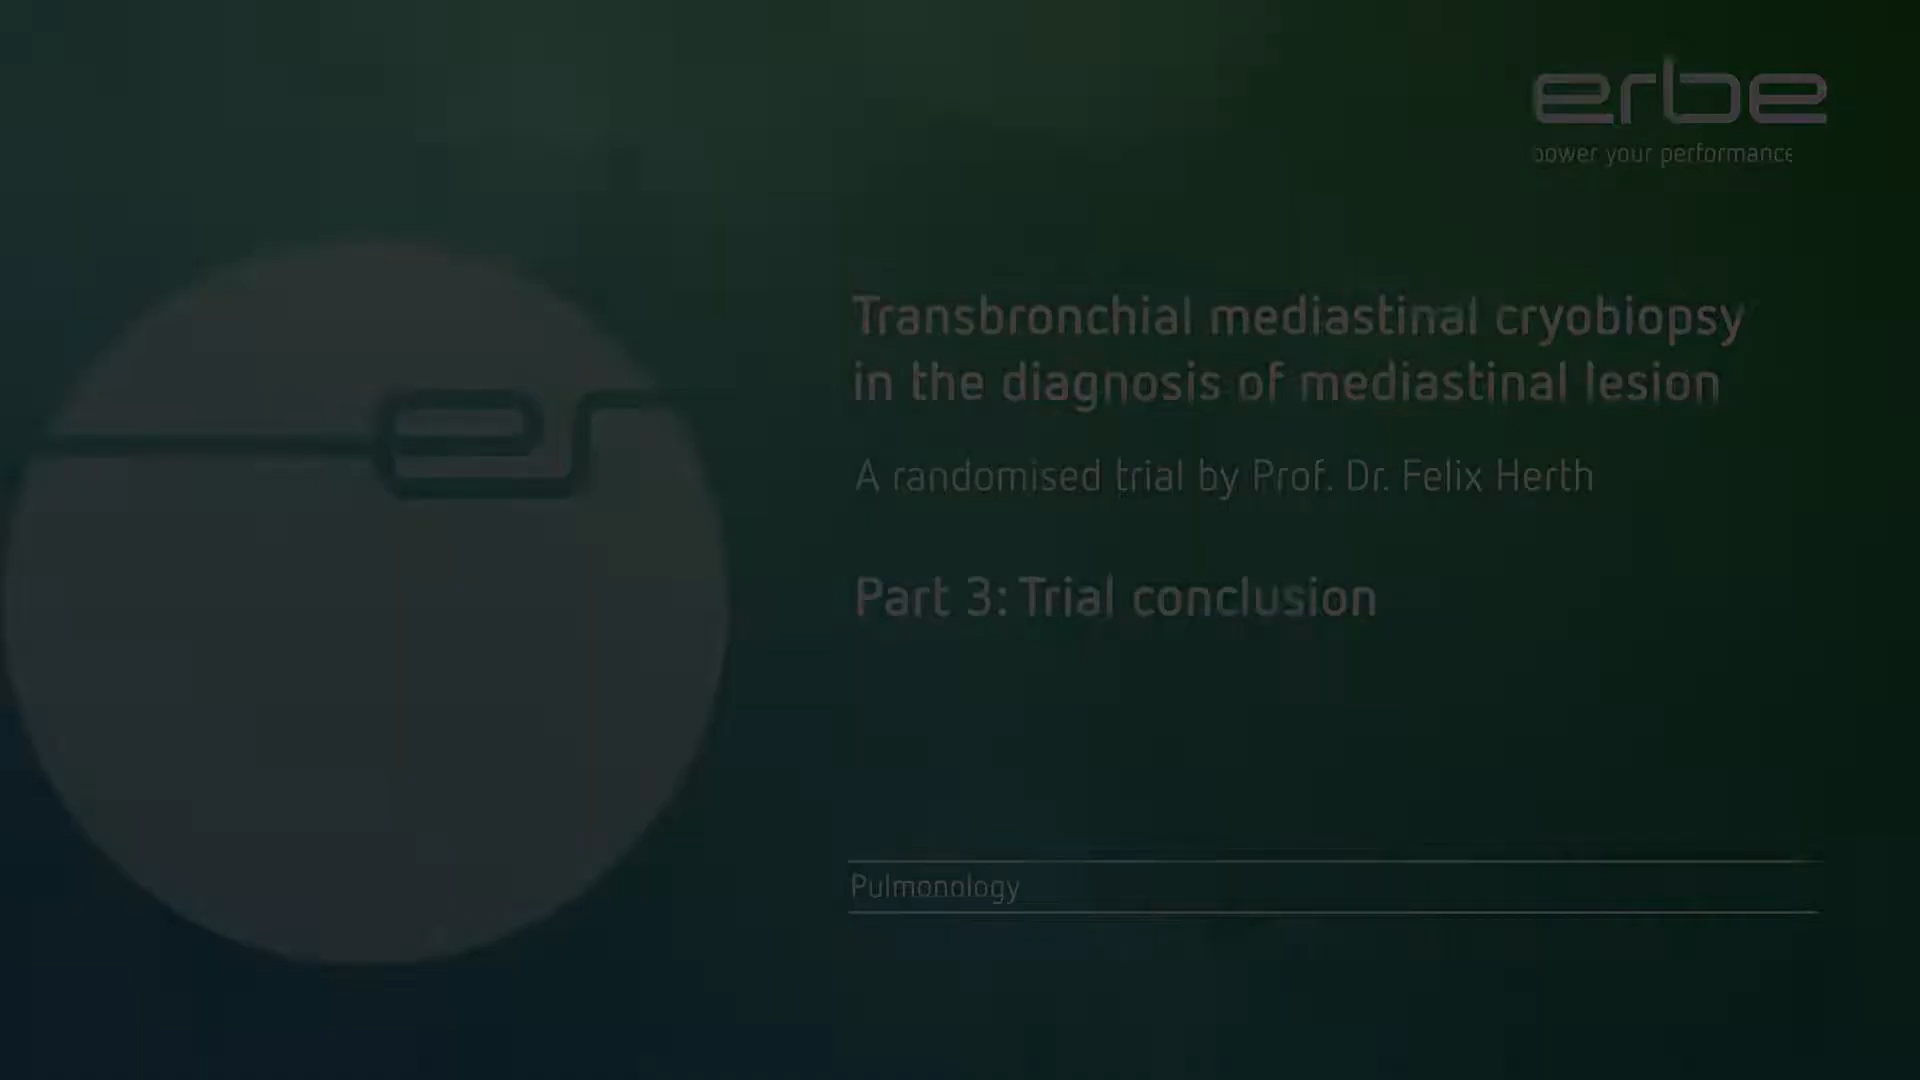 erbe
power your performance
Transbronchial mediastinal cryobiopsy
in the diagnosis of mediastinal lesion
A randomised trial by Prof. Dr. Felix Herth
Part 3: Trial conclusion
Pulmonology